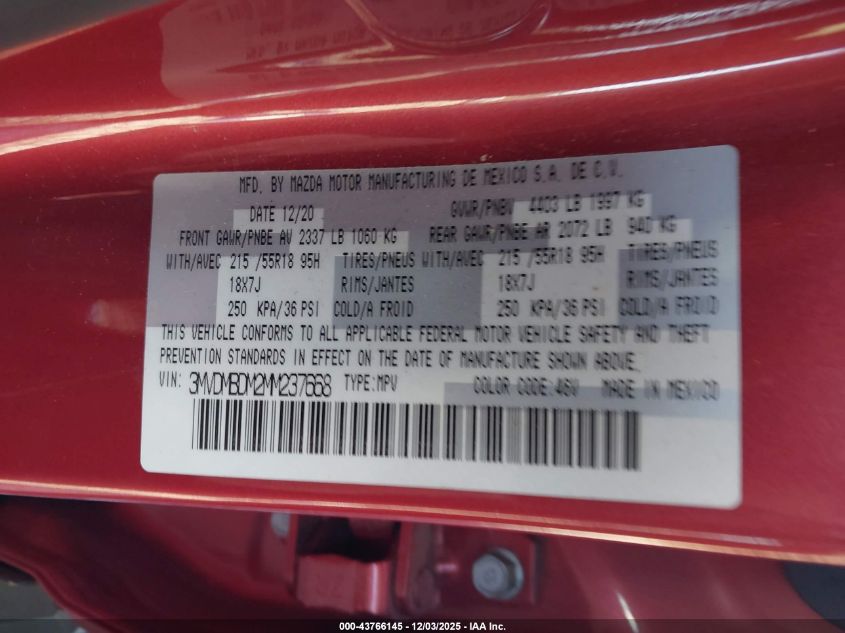 MFD. BY MAZDA MOTOR MANUFACTURING DE MEXICO S.A. DE C.V.
DATE 12/20 GVWR/PNBV 4403 LB 1997 KG
FRONT GAWR/PNBE AV 2337 LB 1060 KG REAR GAWR/PNBE AR 2072 LB 940 KG
WITH/AVEC 215 /55R18 95H TIRES/PNEUS WITH/AVEC 215 /55R18 95H TIRES/PNEUS
18X7J RIMS/JANTES 18X7J RIMS/JANTES
250 KPA/36 PSI COLD/A FROID 250 KPA/36 PSI COLD/A FROID
THIS VEHICLE CONFORMS TO ALL APPLICABLE FEDERAL MOTOR VEHICLE SAFETY AND THEFT
PREVENTION STANDARDS IN EFFECT ON THE DATE OF MANUFACTURE SHOWN ABOVE.
VIN: 3MVDMBBM2MM237668 TYPE:MPV COLOR CODE:46V MADE IN MEXICO
000-43766145 - 12/03/2025 - IAA Inc.